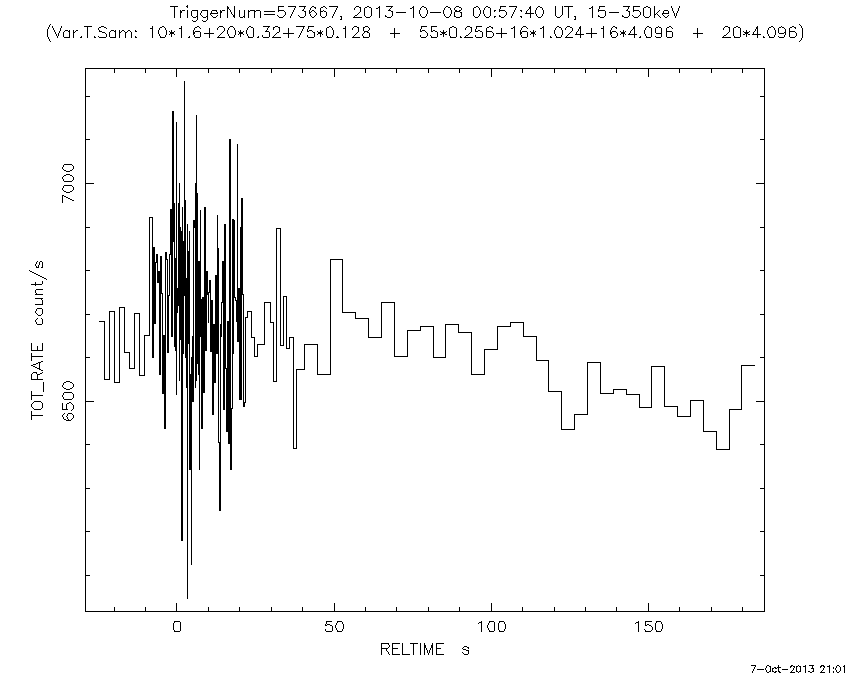 TriggerNum=573667, 2013-10-08 00:57:40 UT, 15-350keV
(Var.T.Sam: 10*1.6+20*0.32+75*0.128 + 55*0.256+16*1.024+16*4.096 + 20*4.096)
TOT_RATE count/s
7000
6500
0 50 100 150
RELTIME s
7-Oct-2013 21:01